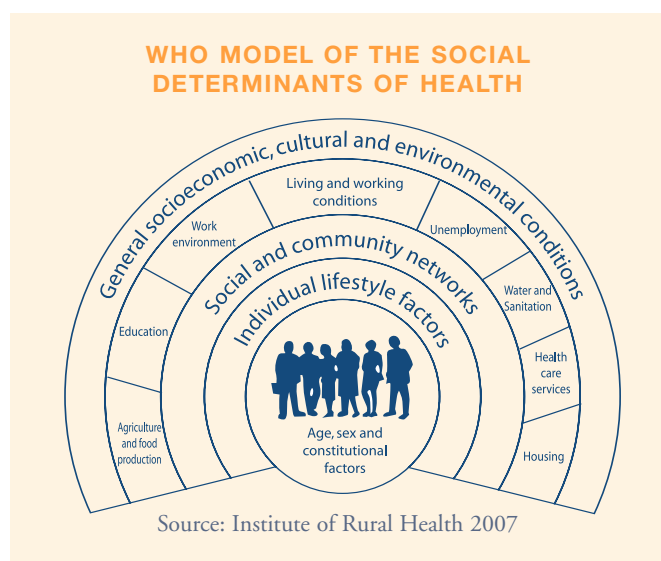 WHO MODEL OF THE SOCIAL
DETERMINANTS OF HEALTH
General socioeconomic, cultural and environmental conditions
Living and working
conditions
Work
environment
Unemployment
Education
Water and
Sanitation
Agriculture
and food
production
Health
care
services
Housing
Social and community networks
Individual lifestyle factors
Age, sex and
constitutional
factors
Source: Institute of Rural Health 2007